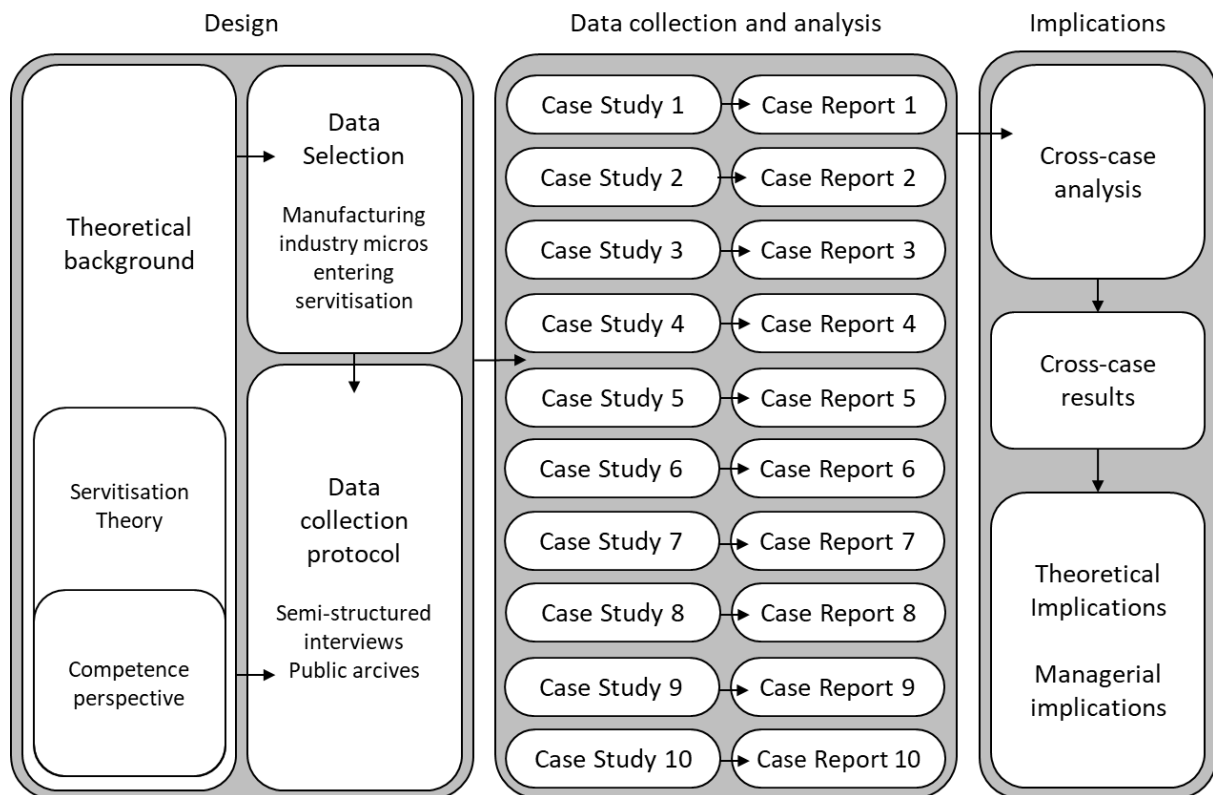 Design
Theoretical
background
Servitisation
Theory
Competence
perspective
Data
Selection
Manufacturing
industry micros
entering
servitisation
Data
collection
protocol
Semi-structured
interviews
Public arcives
Data collection and analysis
Case Study 1
Case Report 1
Case Study 2
Case Report 2
Case Study 3
Case Report 3
Case Study 4
Case Report 4
Case Study 5
Case Report 5
Case Study 6
Case Report 6
Case Study 7
Case Report 7
Case Study 8
Case Report 8
Case Study 9
Case Report 9
Case Study 10
Case Report 10
Implications
Cross-case
analysis
Cross-case
results
Theoretical
Implications
Managerial
implications